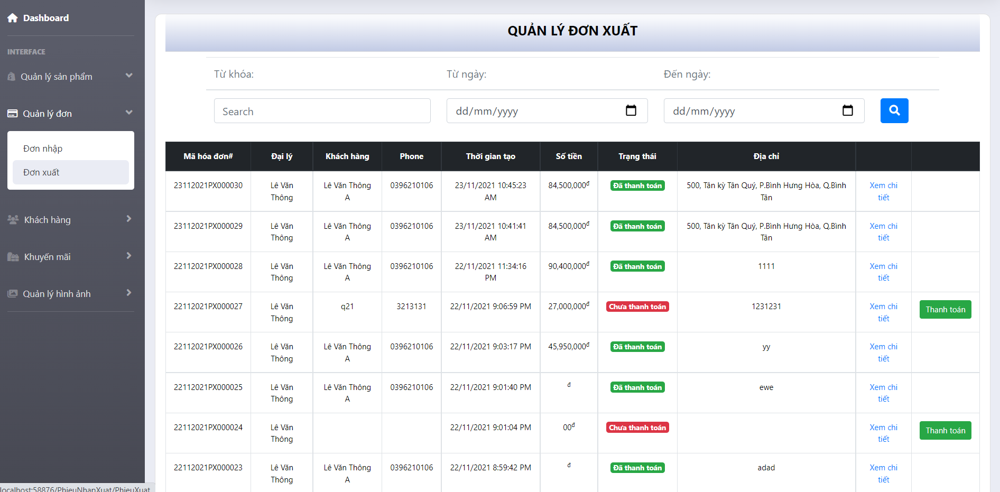 Dashboard
INTERFACE
Quản lý sản phẩm
Quản lý đơn
Đơn nhập
Đơn xuất
Khách hàng
Khuyến mãi
Quản lý hình ảnh
localhost:58876/PhieuNhapXuat/PhieuXuat
QUẢN LÝ ĐƠN XUẤT
Từ khóa: Từ ngày: Đến ngày:
Search dd/mm/yyyy dd/mm/yyyy
Mã hóa đơn# Đại lý Khách hàng Phone Thời gian tạo Số tiền Trạng thái Địa chỉ
23112021PX000030 Lê Văn Lê Văn Thông 0396210106 23/11/2021 10:45:23 84,500,000đ Đã thanh toán 500, Tân kỳ Tân Quý, P.Bình Hưng Hòa, Q.Bình Xem chi
Thông A AM Tân tiết
23112021PX000029 Lê Văn Lê Văn Thông 0396210106 23/11/2021 10:41:41 84,500,000đ Đã thanh toán 500, Tân kỳ Tân Quý, P.Bình Hưng Hòa, Q.Bình Xem chi
Thông A AM Tân tiết
22112021PX000028 Lê Văn Lê Văn Thông 0396210106 22/11/2021 11:34:16 90,400,000đ Đã thanh toán 1111 Xem chi
Thông A PM tiết
22112021PX000027 Lê Văn q21 3213131 22/11/2021 9:06:59 PM 27,000,000đ Chưa thanh toán 1231231 Xem chi Thanh toán
Thông tiết
22112021PX000026 Lê Văn Lê Văn Thông 0396210106 22/11/2021 9:03:17 PM 45,950,000đ Đã thanh toán yy Xem chi
Thông A tiết
22112021PX000025 Lê Văn Lê Văn Thông 0396210106 22/11/2021 9:01:40 PM đ Đã thanh toán ewe Xem chi
Thông A tiết
22112021PX000024 Lê Văn 22/11/2021 9:01:04 PM 00đ Chưa thanh toán Xem chi Thanh toán
Thông tiết
22112021PX000023 Lê Văn Lê Văn Thông 0396210106 22/11/2021 8:59:42 PM đ Đã thanh toán adad Xem chi
Thông A tiết